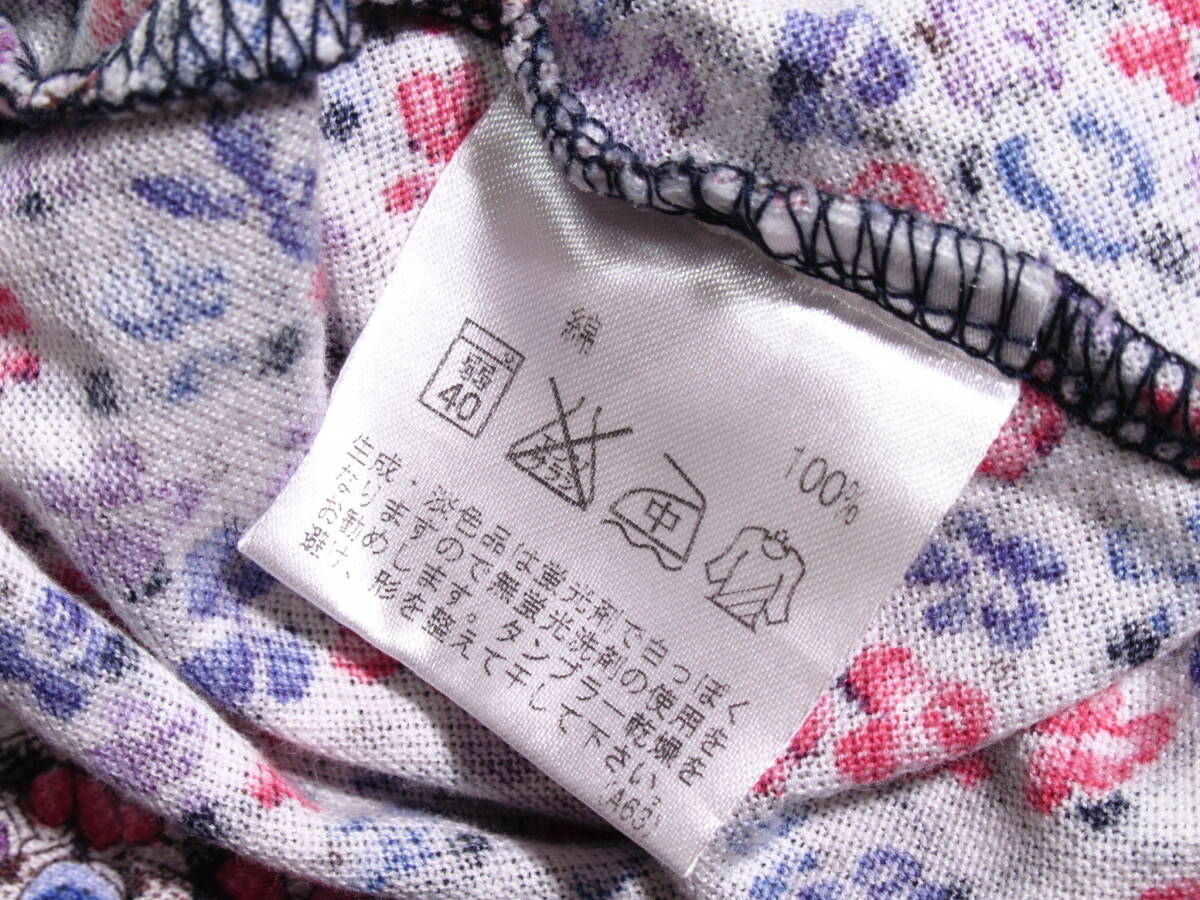 綿 100%
弱
40
エンソ
サラシ
中
生成・淡色品は蛍光剤で白っぽく
なりますので無蛍光洗剤の使用を
お勧めします。タンブラー乾燥を
避け、形を整えて干して下さい
(A63)